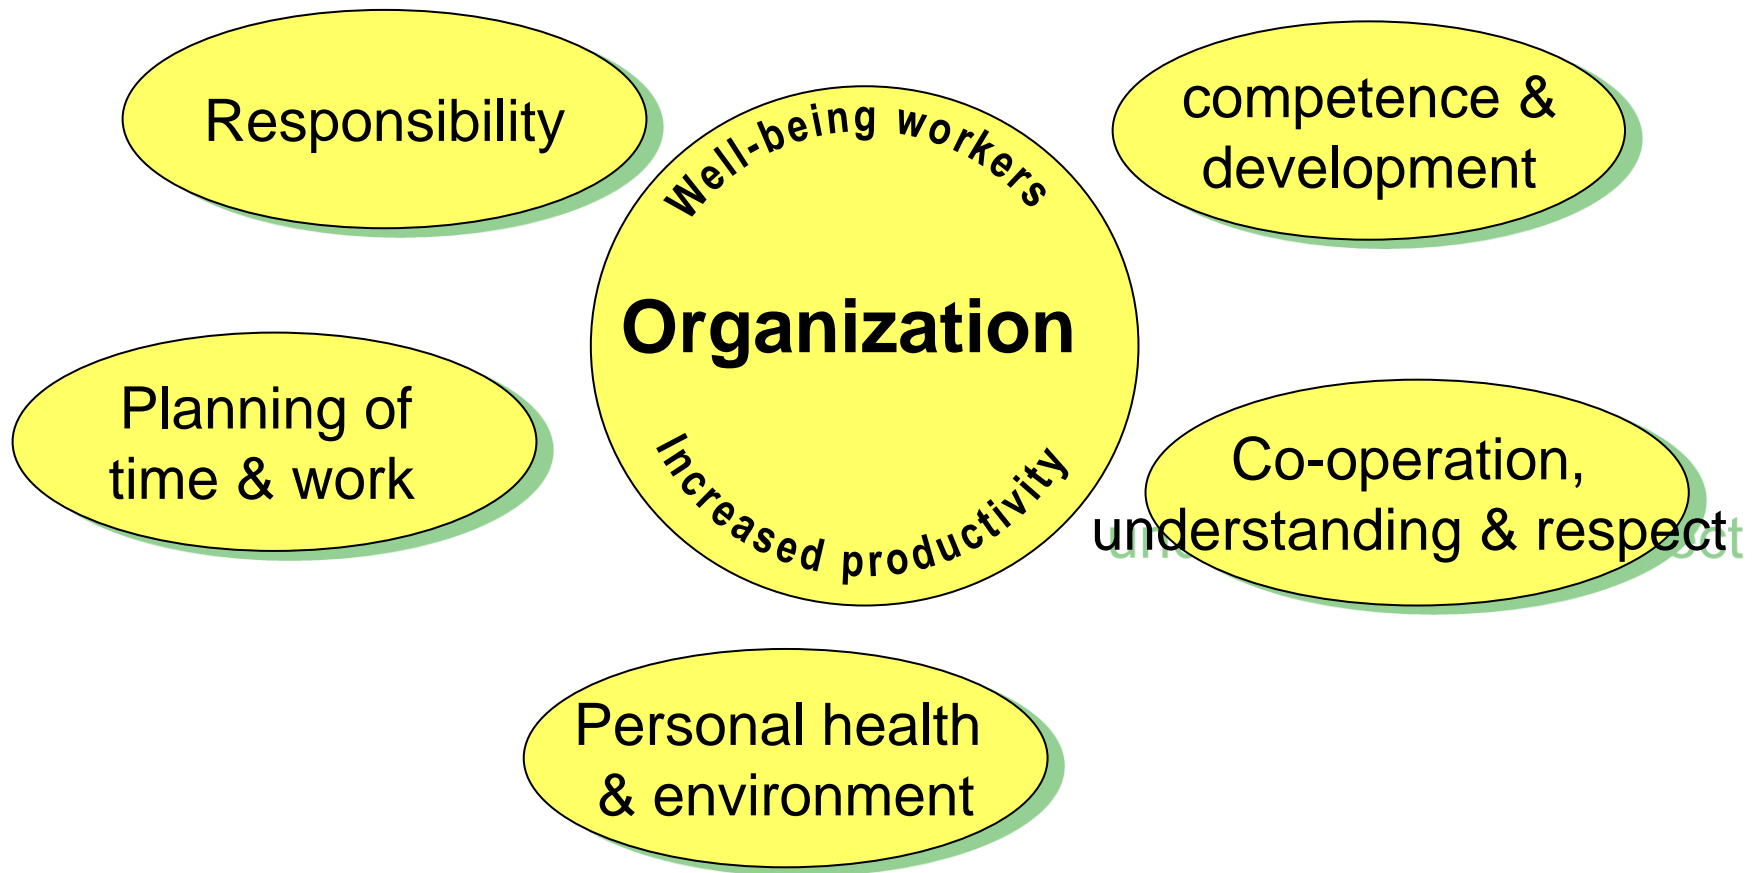 Responsibility
competence &
development
Well-being workers
Organization
Increased productivity
Planning of
time & work
Co-operation,
understanding & respect
Personal health
& environment